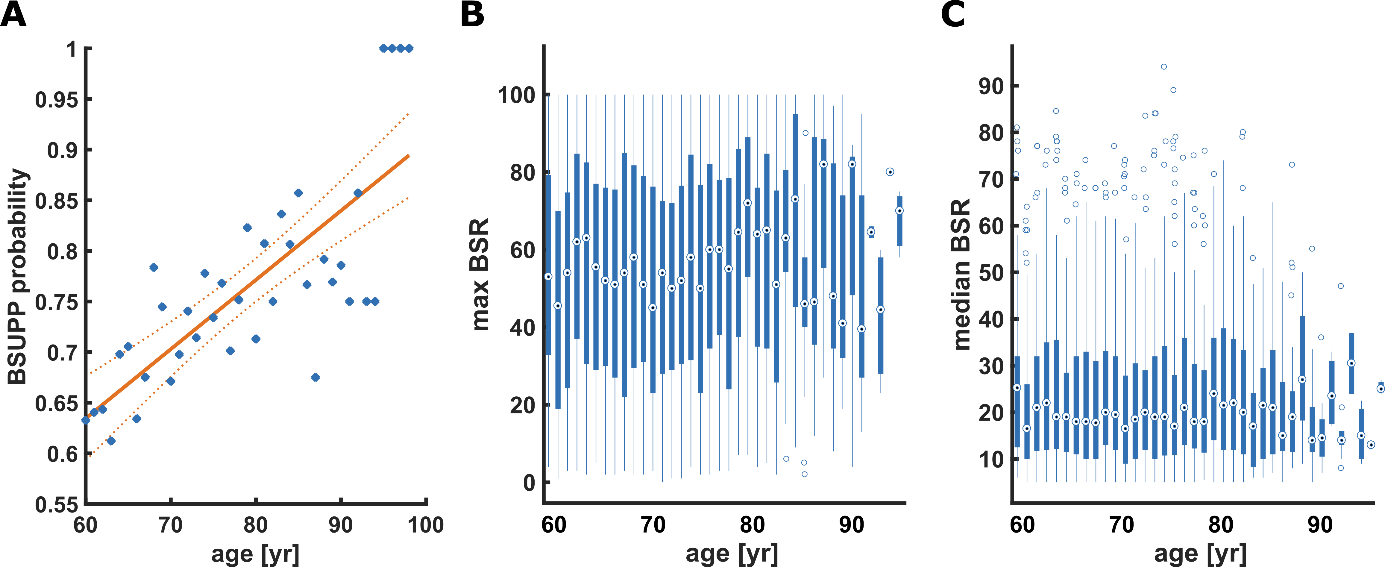 A
BSUPP probability
1
0.95
0.9
0.85
0.8
0.75
0.7
0.65
0.6
0.55
60 70 80 90 100
age [yr]
B
max BSR
100
80
60
40
20
0
60 70 80 90
age [yr]
C
median BSR
90
80
70
60
50
40
30
20
10
60 70 80 90
age [yr]